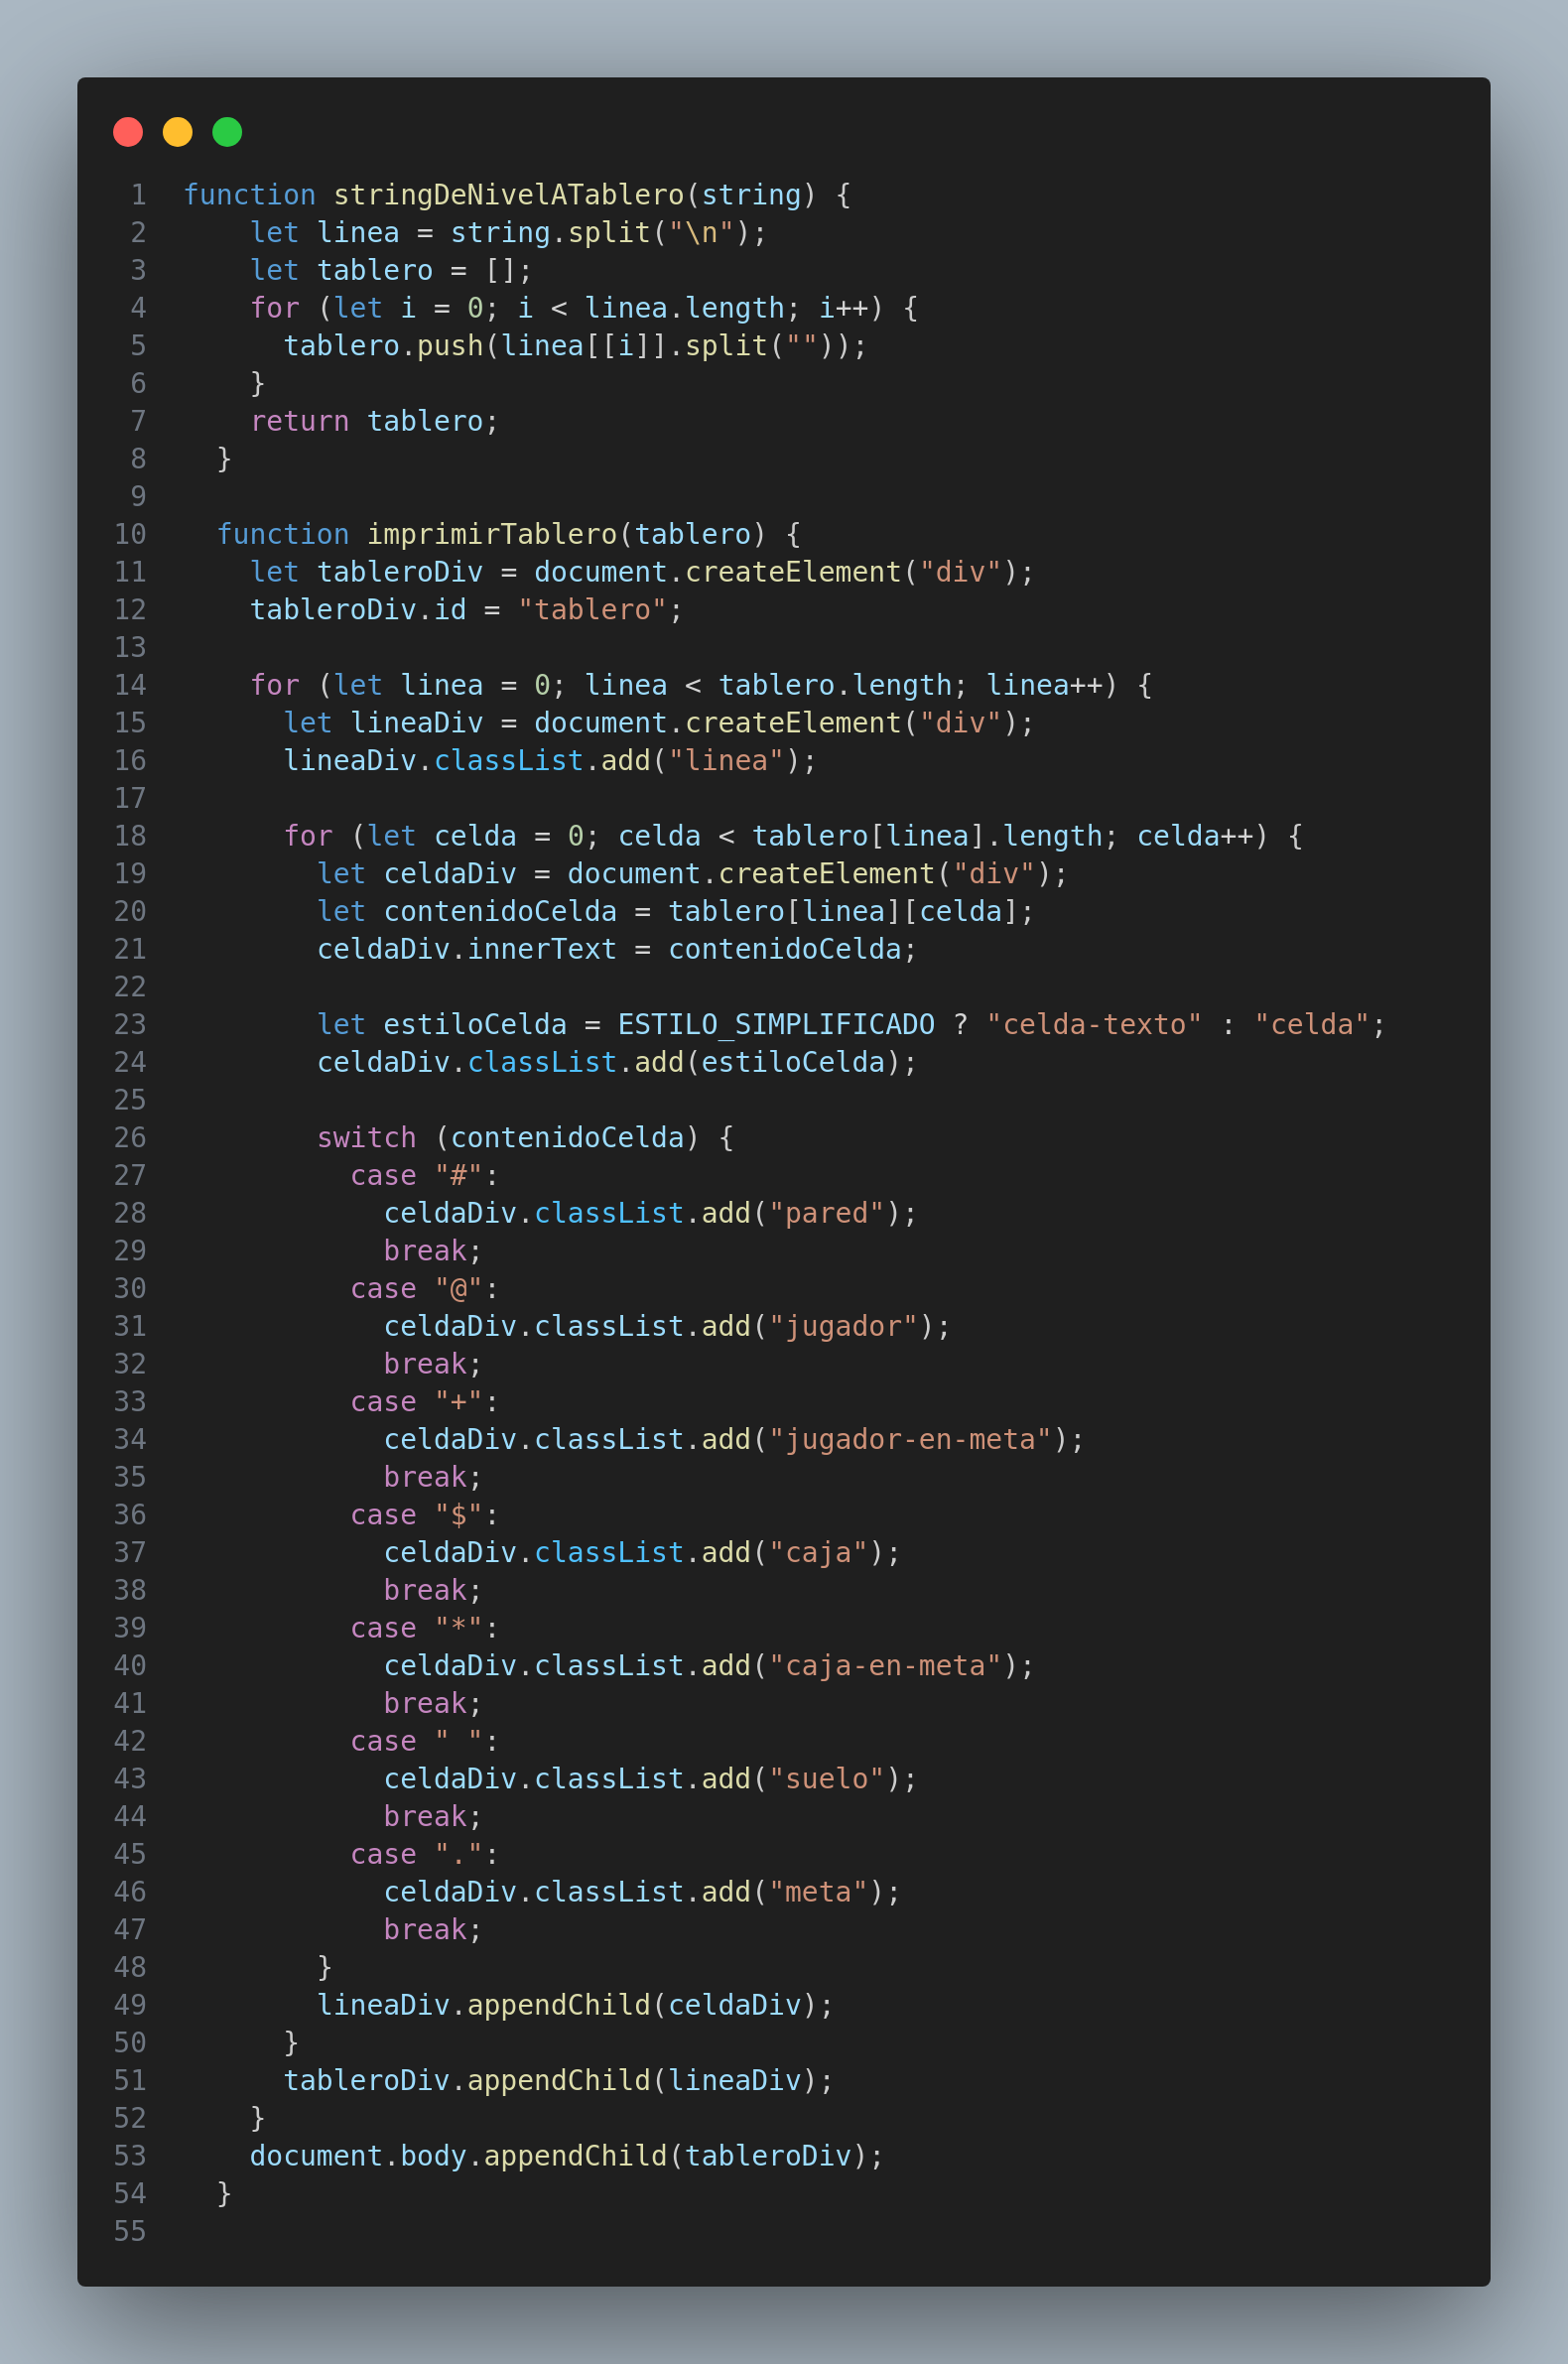 1 function stringDeNivelATablero(string) {
2     let linea = string.split("\n");
3     let tablero = [];
4     for (let i = 0; i < linea.length; i++) {
5       tablero.push(linea[[i]].split(""));
6     }
7     return tablero;
8   }
9
10   function imprimirTablero(tablero) {
11     let tableroDiv = document.createElement("div");
12     tableroDiv.id = "tablero";
13
14     for (let linea = 0; linea < tablero.length; linea++) {
15       let lineaDiv = document.createElement("div");
16       lineaDiv.classList.add("linea");
17
18       for (let celda = 0; celda < tablero[linea].length; celda++) {
19         let celdaDiv = document.createElement("div");
20         let contenidoCelda = tablero[linea][celda];
21         celdaDiv.innerText = contenidoCelda;
22
23         let estiloCelda = ESTILO_SIMPLIFICADO ? "celda-texto" : "celda";
24         celdaDiv.classList.add(estiloCelda);
25
26         switch (contenidoCelda) {
27           case "#":
28             celdaDiv.classList.add("pared");
29             break;
30           case "@":
31             celdaDiv.classList.add("jugador");
32             break;
33           case "+":
34             celdaDiv.classList.add("jugador-en-meta");
35             break;
36           case "$":
37             celdaDiv.classList.add("caja");
38             break;
39           case "*":
40             celdaDiv.classList.add("caja-en-meta");
41             break;
42           case " ":
43             celdaDiv.classList.add("suelo");
44             break;
45           case ".":
46             celdaDiv.classList.add("meta");
47             break;
48         }
49         lineaDiv.appendChild(celdaDiv);
50       }
51       tableroDiv.appendChild(lineaDiv);
52     }
53     document.body.appendChild(tableroDiv);
54   }
55